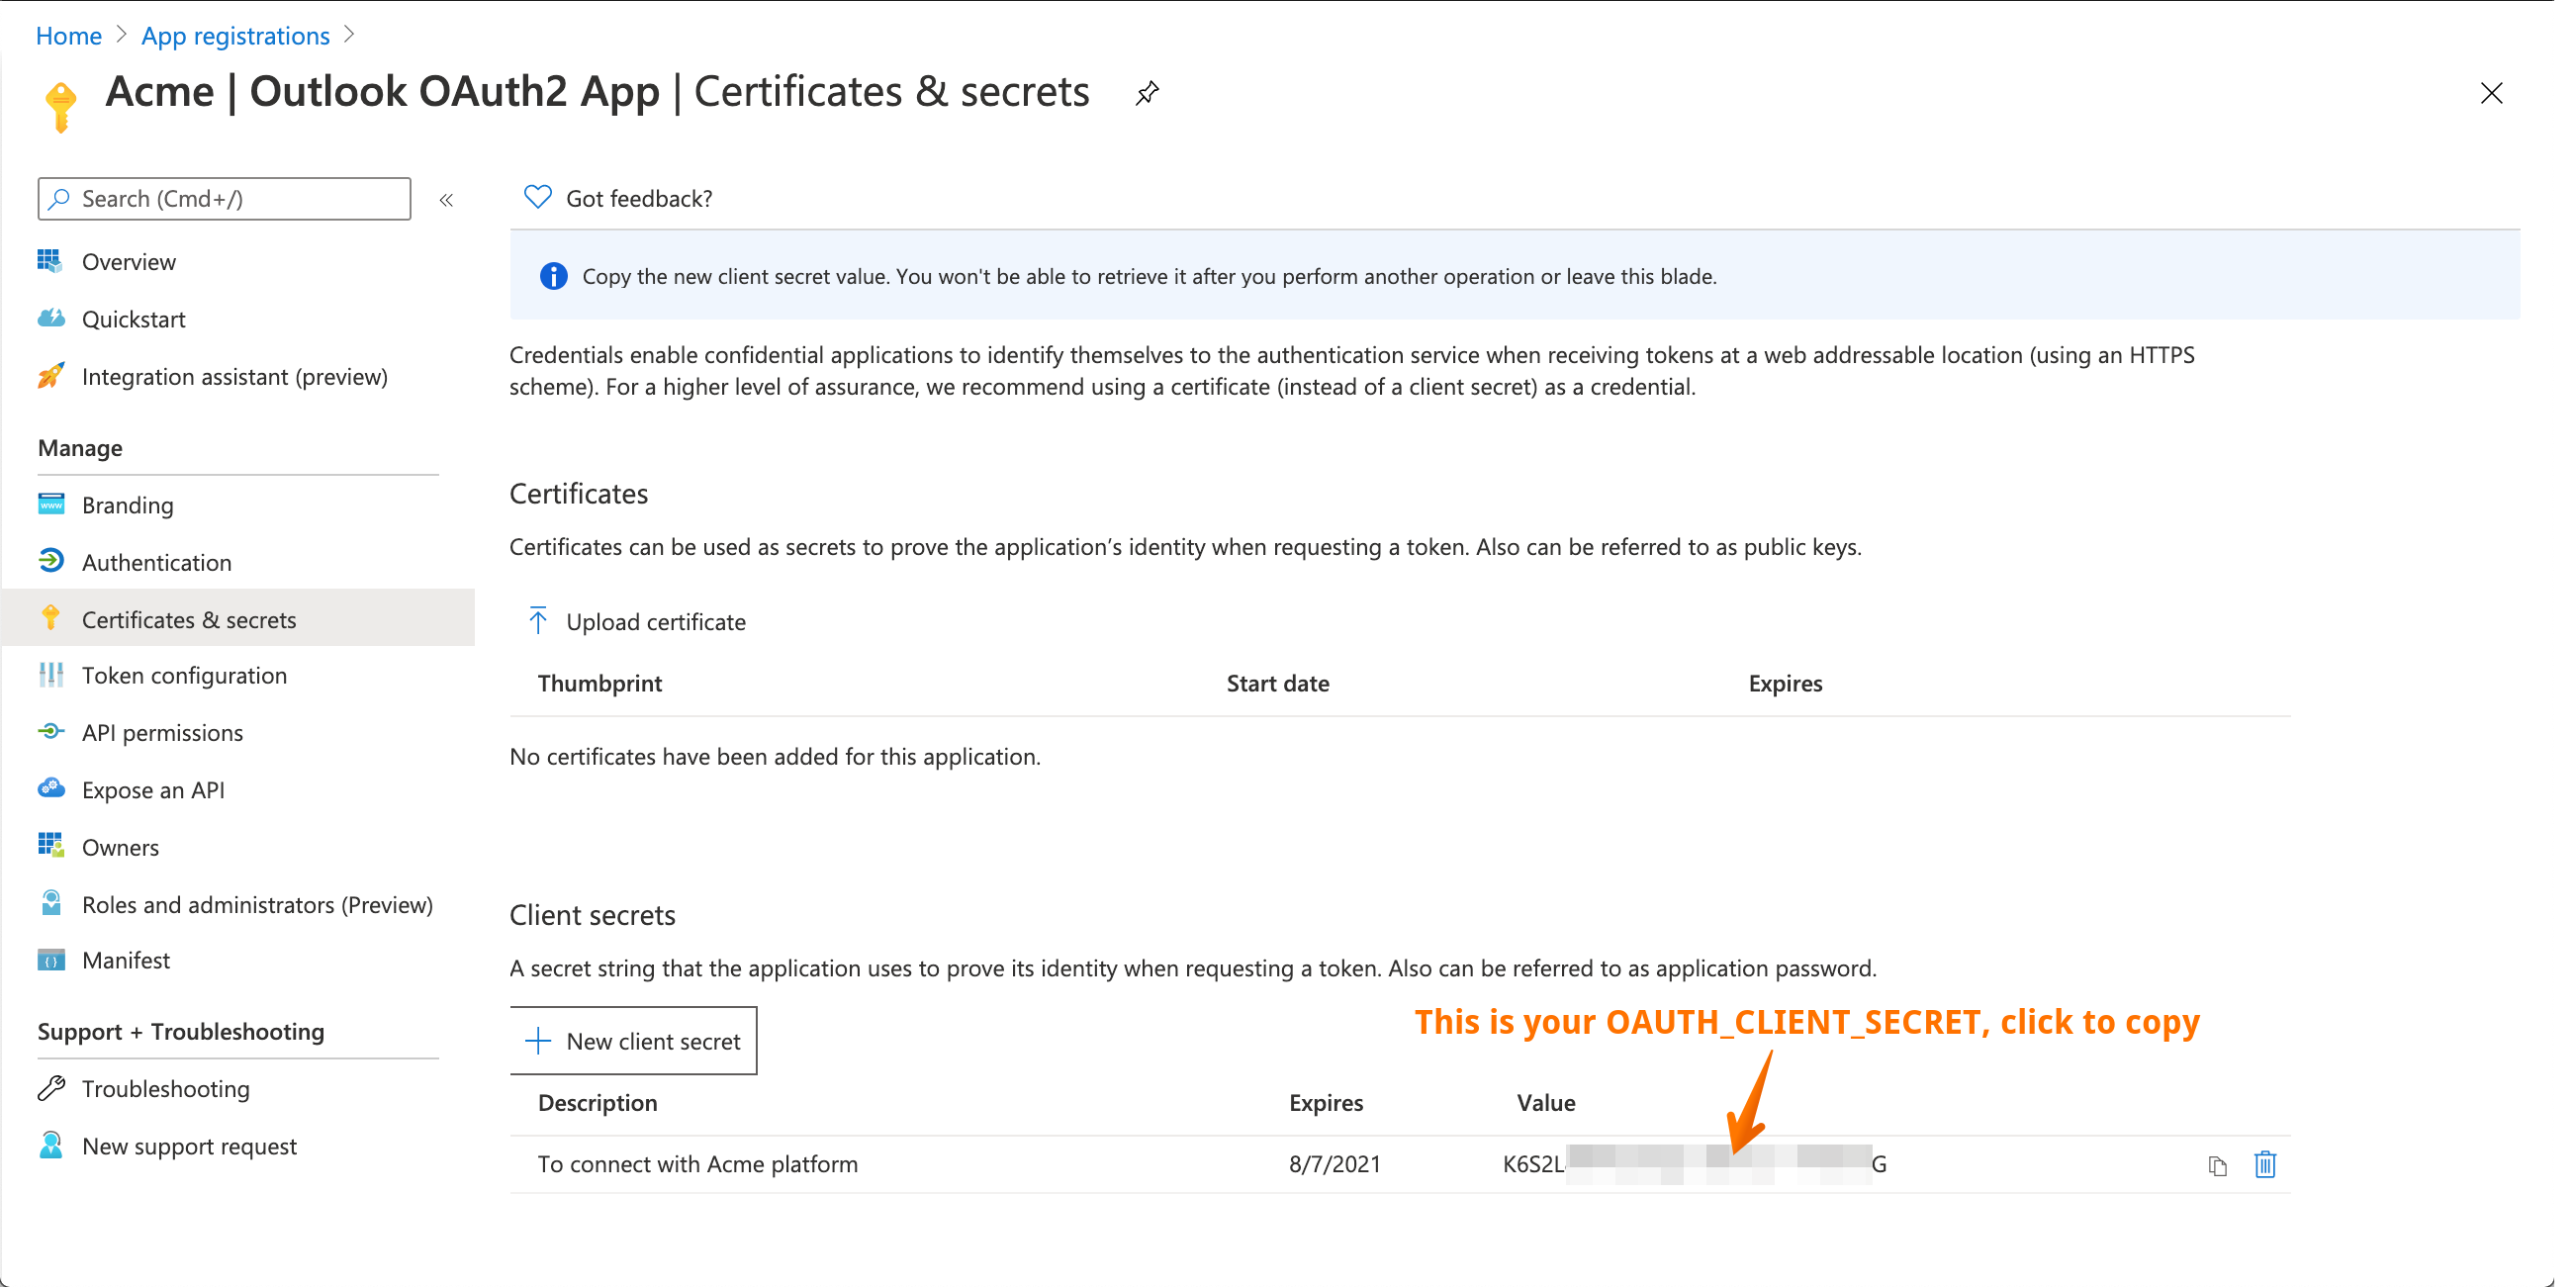 Home > App registrations >
Acme | Outlook OAuth2 App | Certificates & secrets
Search (Cmd+/)
«
Overview
Quickstart
Integration assistant (preview)
Manage
Branding
Authentication
Certificates & secrets
Token configuration
API permissions
Expose an API
Owners
Roles and administrators (Preview)
Manifest
Support + Troubleshooting
Troubleshooting
New support request
Got feedback?
Copy the new client secret value. You won't be able to retrieve it after you perform another operation or leave this blade.
Credentials enable confidential applications to identify themselves to the authentication service when receiving tokens at a web addressable location (using an HTTPS
scheme). For a higher level of assurance, we recommend using a certificate (instead of a client secret) as a credential.
Certificates
Certificates can be used as secrets to prove the application’s identity when requesting a token. Also can be referred to as public keys.
Upload certificate
Thumbprint Start date Expires
No certificates have been added for this application.
Client secrets
A secret string that the application uses to prove its identity when requesting a token. Also can be referred to as application password.
This is your OAUTH_CLIENT_SECRET, click to copy
New client secret
Description Expires Value
To connect with Acme platform 8/7/2021 K6S2L G